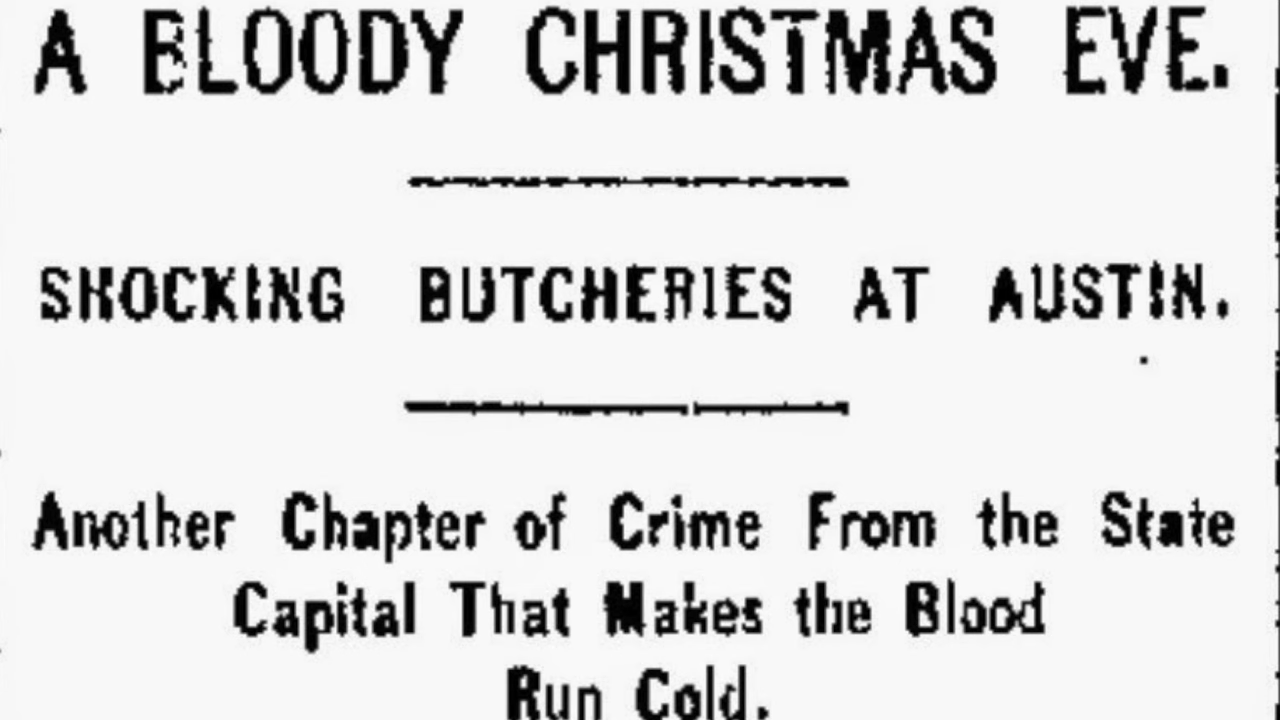 A BLOODY CHRISTMAS EVE.
SHOCKING BUTCHERIES AT AUSTIN.
Another Chapter of Crime From the State
Capital That Makes the Blood
Run Cold.